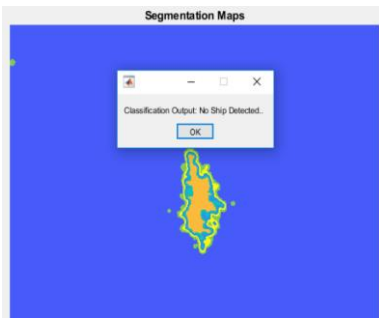 Segmentation Maps
Classification Output: No Ship Detected..
OK